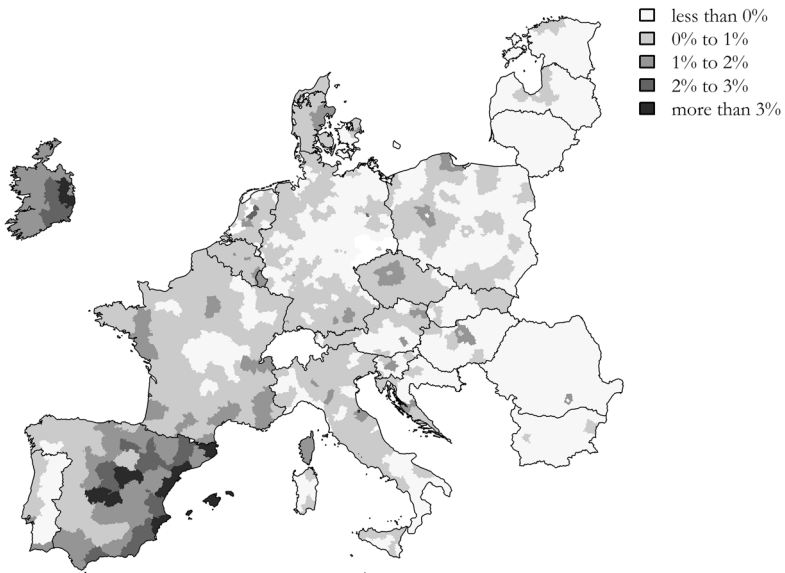 less than 0%
0% to 1%
1% to 2%
2% to 3%
more than 3%